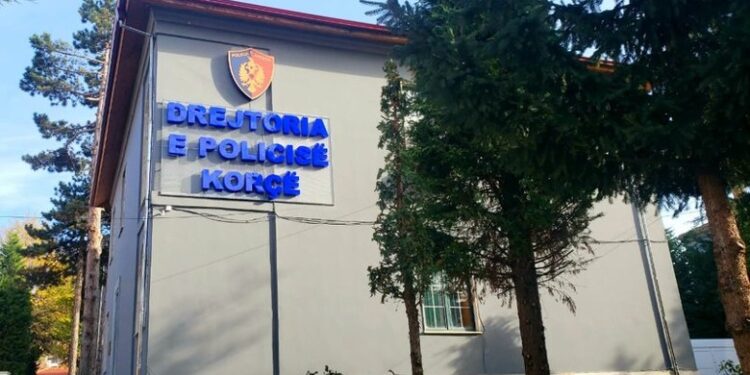 DREJTORIA
E POLICISË
KORÇË